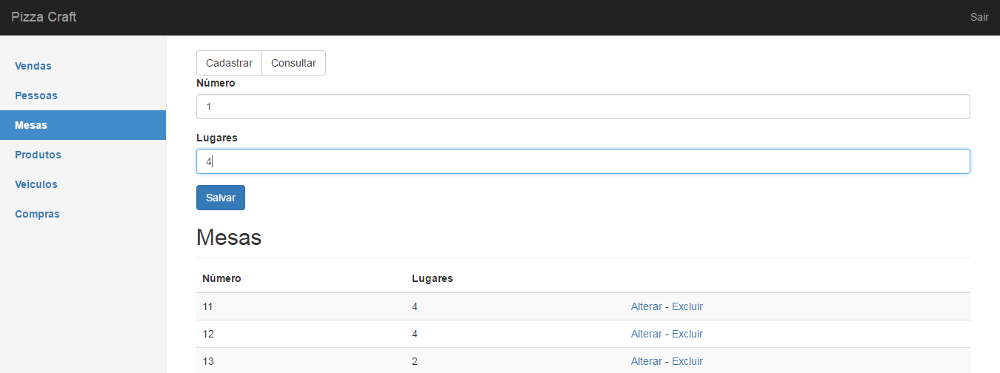 Pizza Craft Sair
Vendas
Pessoas
Mesas
Produtos
Veículos
Compras
Cadastrar Consultar
Número
1
Lugares
4
Salvar
Mesas
Número Lugares
11 4 Alterar - Excluir
12 4 Alterar - Excluir
13 2 Alterar - Excluir